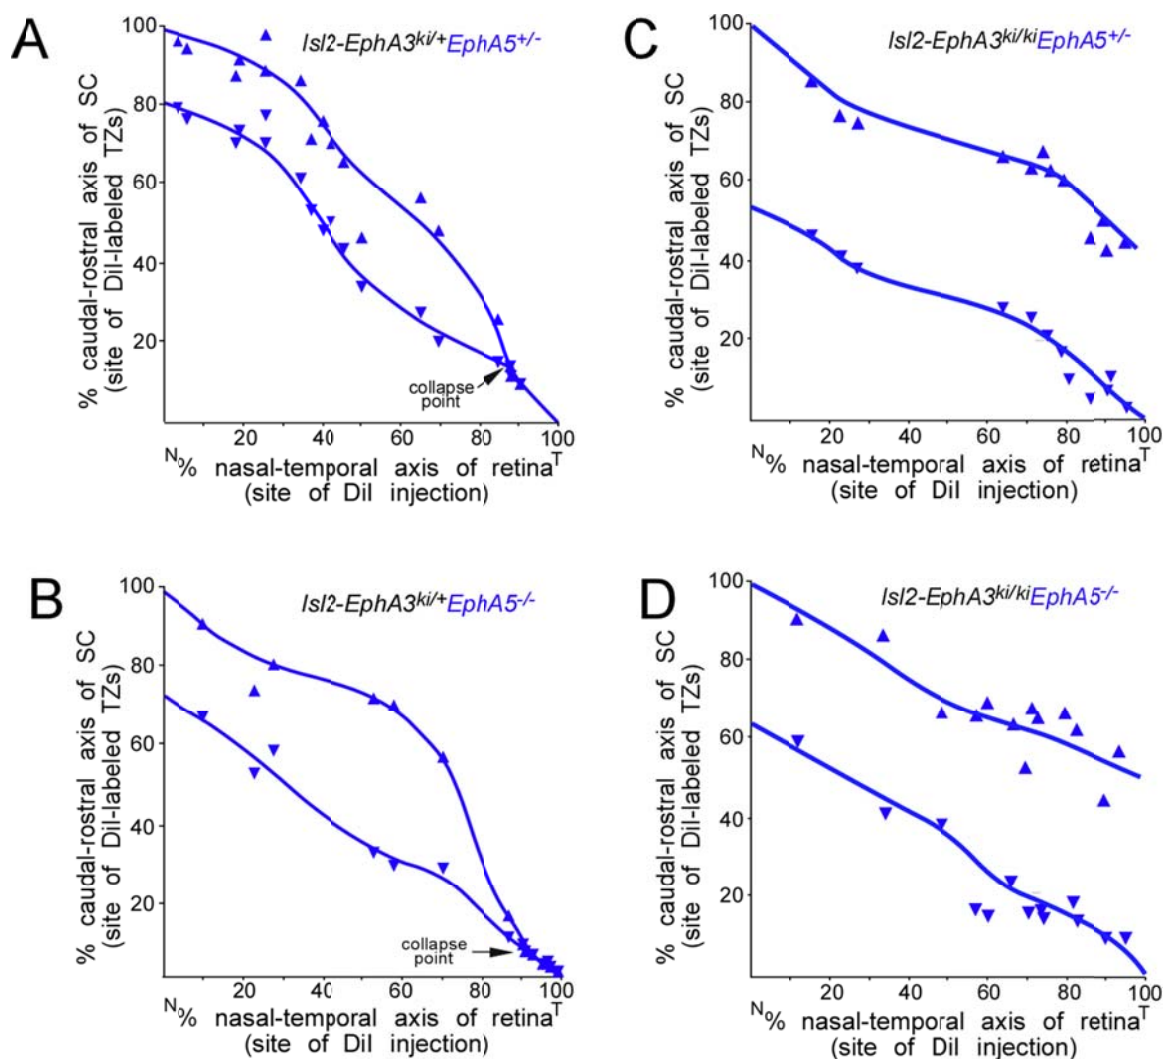 A
Isl2-EphA3ki/+EphA5+/-
% caudal-rostral axis of SC
(site of DiI-labeled TZs)
100
80
60
40
20
collapse
point
20 40 60 80 100
N0% nasal-temporal axis of retinaT
(site of DiI injection)
C
Isl2-EphA3ki/kiEphA5+/-
% caudal-rostral axis of SC
(site of DiI-labeled TZs)
100
80
60
40
20
20 40 60 80 100
N0% nasal-temporal axis of retinaT
(site of DiI injection)
B
Isl2-EphA3ki/+EphA5-/-
% caudal-rostral axis of SC
(site of DiI-labeled TZs)
100
80
60
40
20
collapse
point
20 40 60 80 100
N0% nasal-temporal axis of retinaT
(site of DiI injection)
D
Isl2-EphA3ki/kiEphA5-/-
% caudal-rostral axis of SC
(site of DiI-labeled TZs)
100
80
60
40
20
20 40 60 80 100
N0% nasal-temporal axis of retinaT
(site of DiI injection)